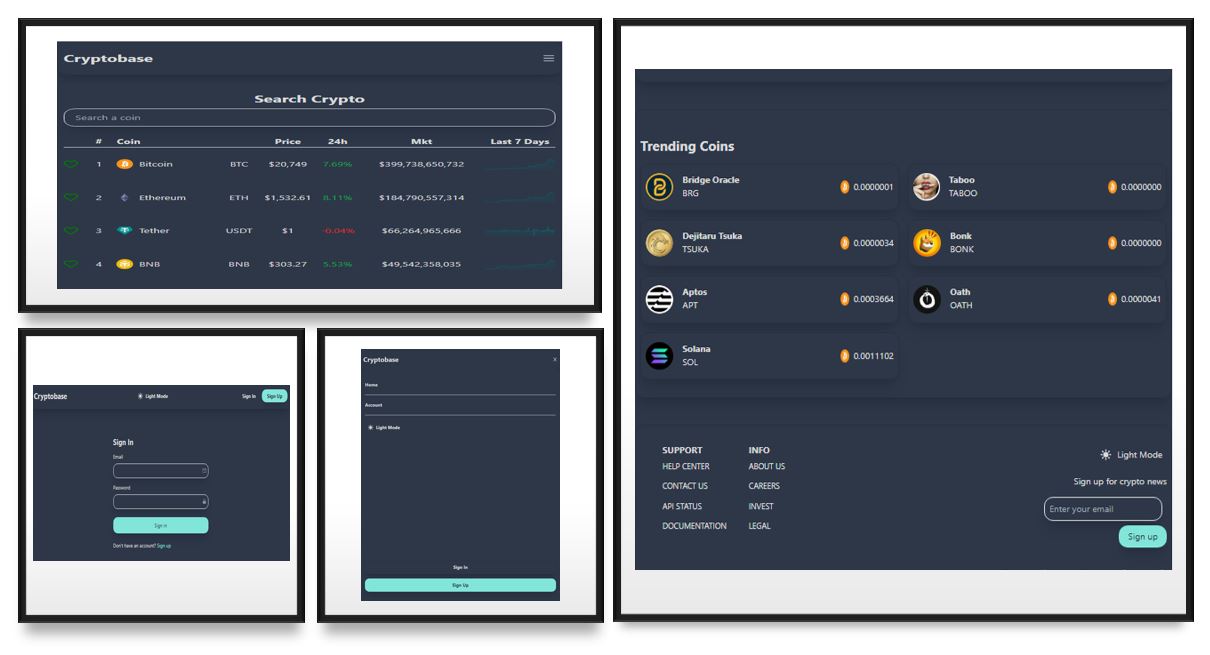 Cryptobase
Search Crypto
Search a coin
# Coin Price 24h Mkt Last 7 Days
1 Bitcoin BTC $20,749 7.69% $399,738,650,732
2 Ethereum ETH $1,532.61 8.11% $184,790,557,314
3 Tether USDT $1 -0.04% $66,264,965,666
4 BNB BNB $303.27 5.53% $49,542,358,035
Cryptobase Light Mode Sign In Sign Up
Sign In
Email
Password
Sign in
Don't have an account? Sign up
Cryptobase X
Home
Account
Light Mode
Sign In
Sign Up
Trending Coins
Bridge Oracle
BRG
0.0000001
Taboo
TABOO
0.0000000
Dejitaru Tsuka
TSUKA
0.0000034
Bonk
BONK
0.0000000
Aptos
APT
0.0003664
Oath
OATH
0.0000041
Solana
SOL
0.0011102
SUPPORT
HELP CENTER
CONTACT US
API STATUS
DOCUMENTATION
INFO
ABOUT US
CAREERS
INVEST
LEGAL
Light Mode
Sign up for crypto news
Enter your email
Sign up